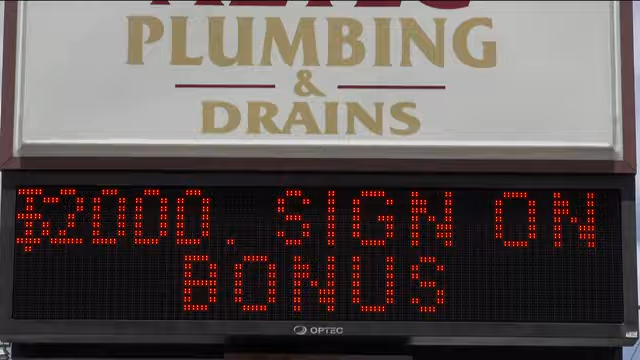 PLUMBING
&
DRAINS
$2000. SIGN ON
BONUS
OPTEC